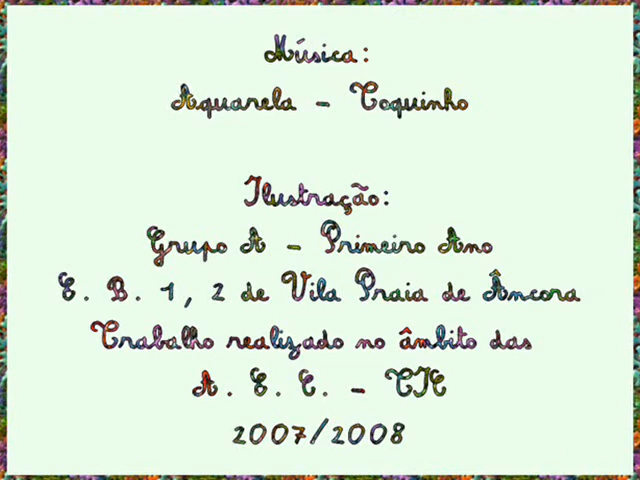 Música:
Aquarela - Toquinho
Ilustração:
Grupo A - Primeiro Ano
E. B. 1, 2 de Vila Praia de Âncora
Trabalho realizado no âmbito das
A. E. C. - TIC
2007/2008